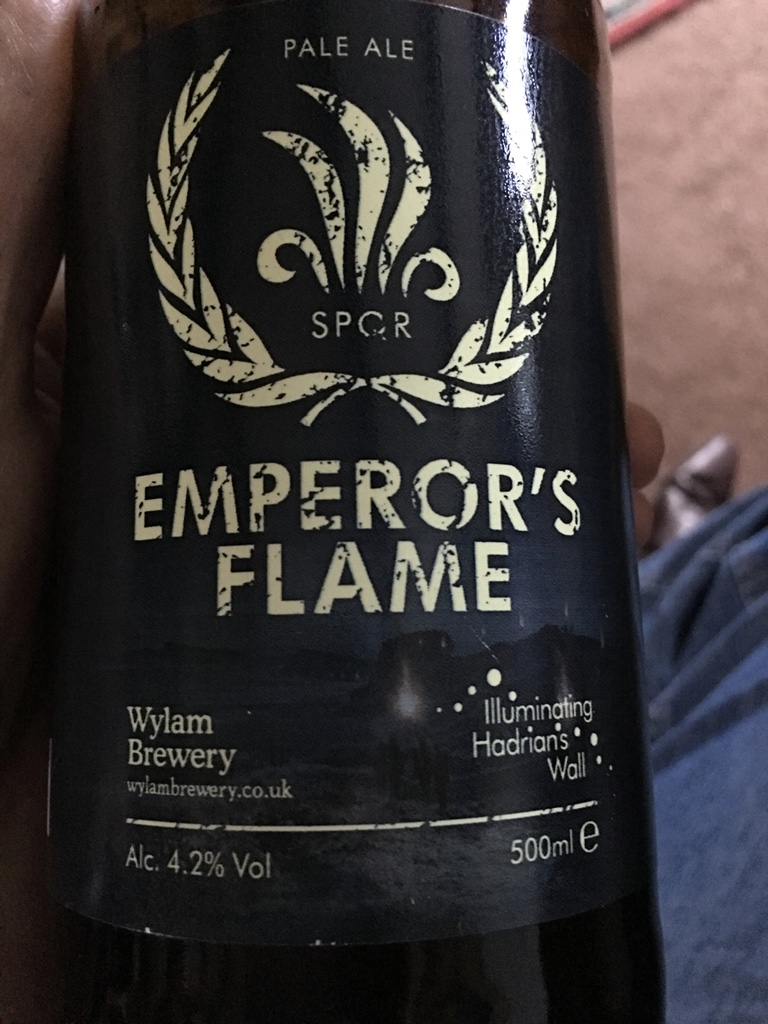 PALE ALE
SPQR
EMPEROR'S
FLAME
Wylam
Brewery
wylambrewery.co.uk
Illuminating
Hadrian's
Wall
Alc. 4.2% Vol
500ml e